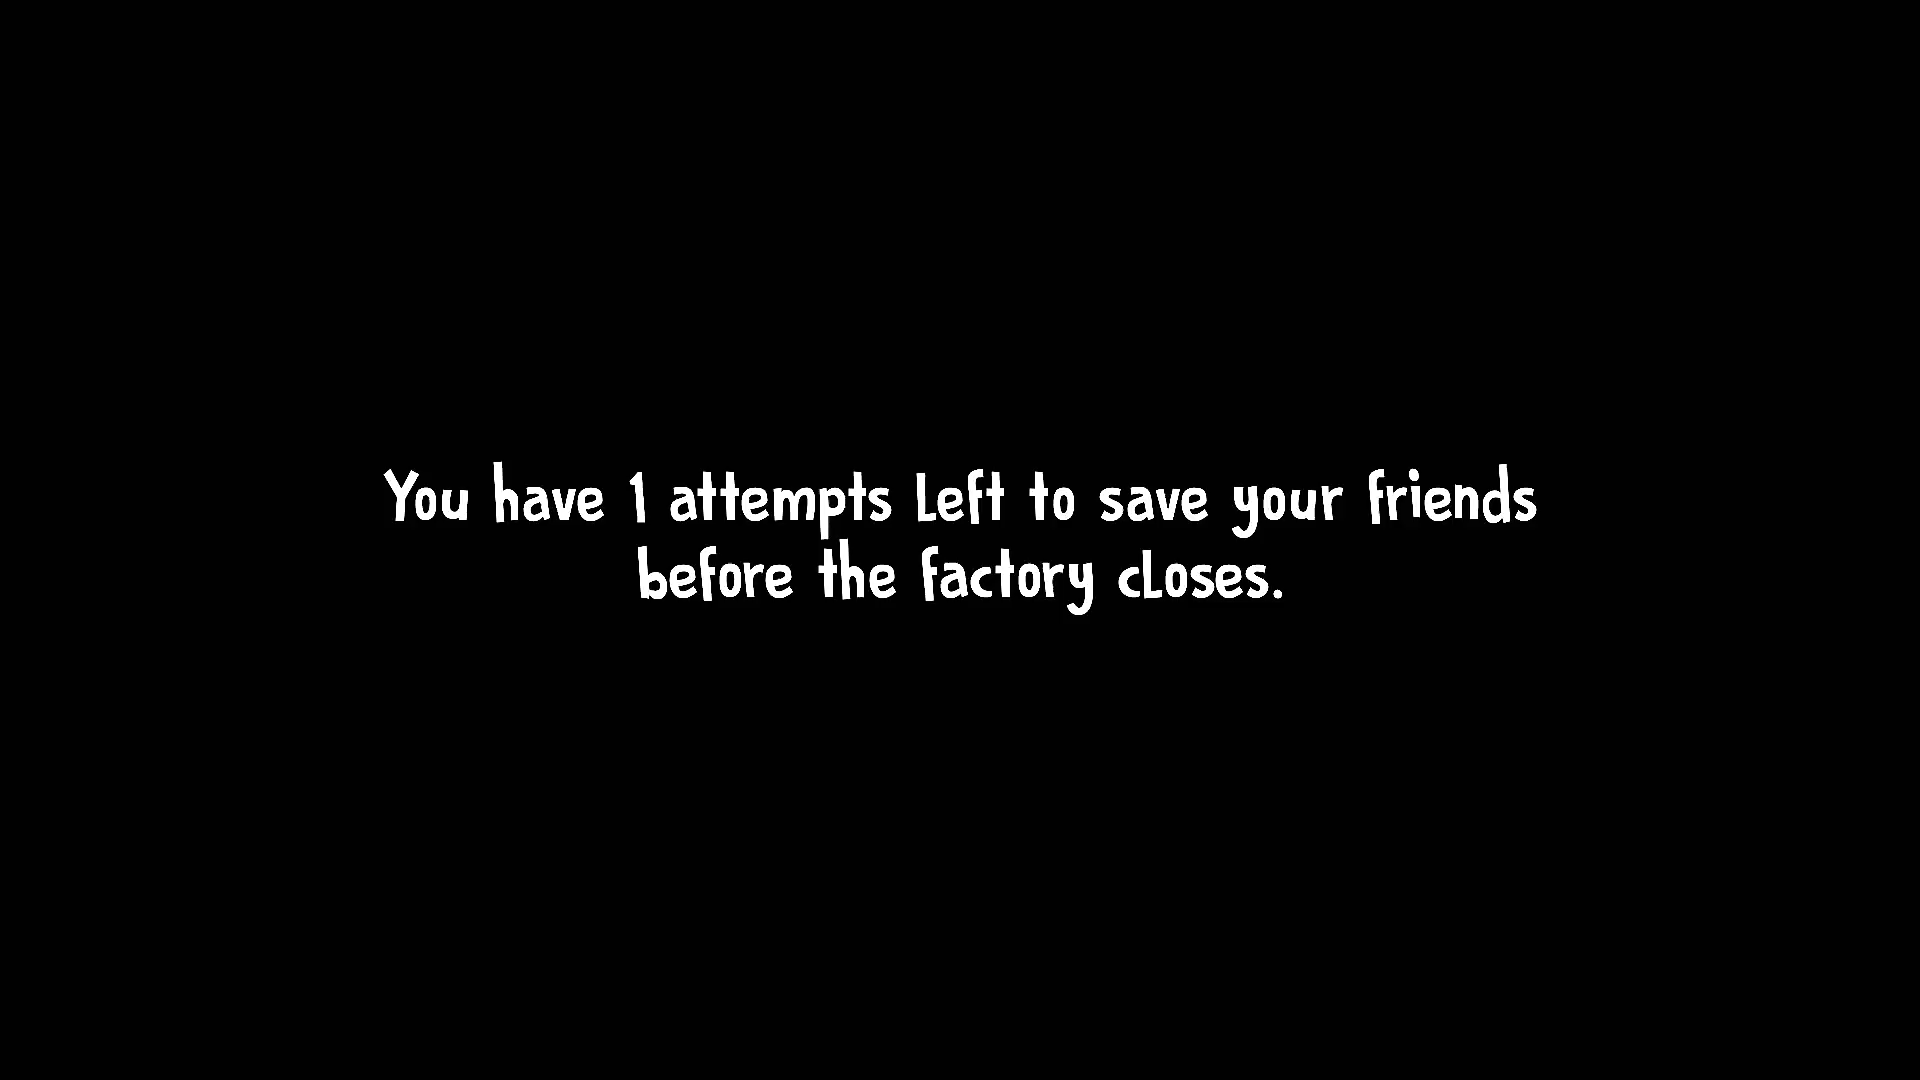 You have 1 attempts left to save your friends
before the factory closes.